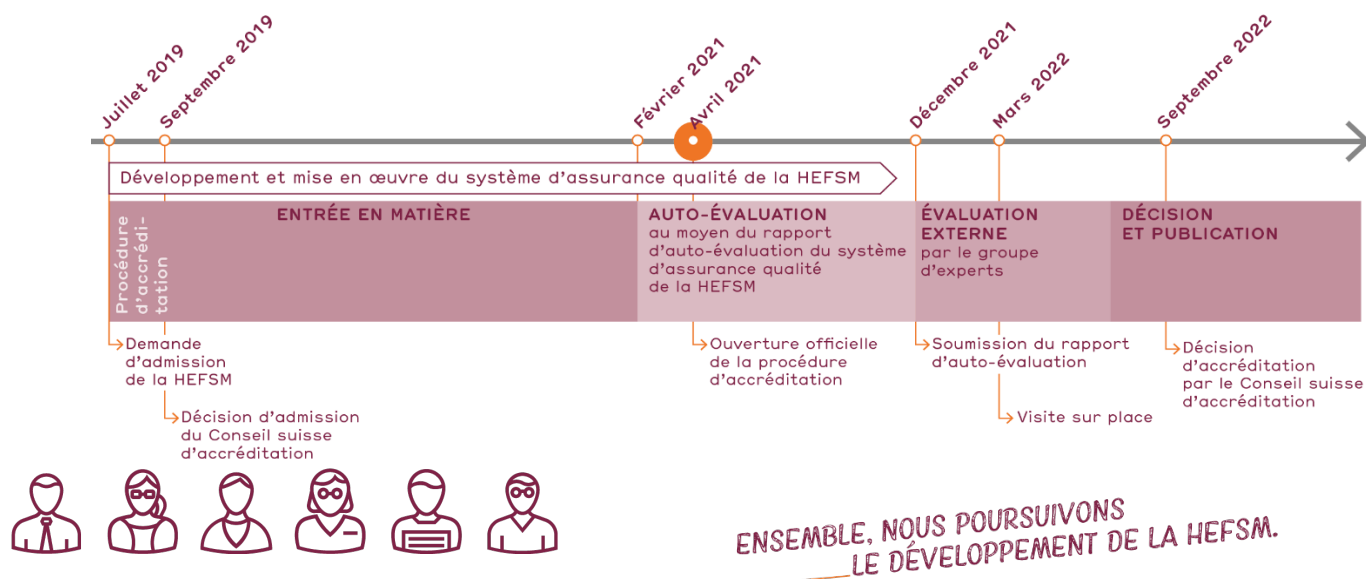 Juillet 2019
Septembre 2019
Février 2021
Avril 2021
Décembre 2021
Mars 2022
Septembre 2022
Développement et mise en œuvre du système d'assurance qualité de la HEFSM
Procédure
d'accrédi-
tation
ENTRÉE EN MATIÈRE
AUTO-ÉVALUATION
au moyen du rapport
d'auto-évaluation du système
d'assurance qualité
de la HEFSM
ÉVALUATION
EXTERNE
par le groupe
d'experts
DÉCISION
ET PUBLICATION
Demande
d'admission
de la HEFSM
Décision d'admission
du Conseil suisse
d'accréditation
Ouverture officielle
de la procédure
d'accréditation
Soumission du rapport
d'auto-évaluation
Visite sur place
Décision
d'accréditation
par le Conseil suisse
d'accréditation
ENSEMBLE, NOUS POURSUIVONS
LE DÉVELOPPEMENT DE LA HEFSM.